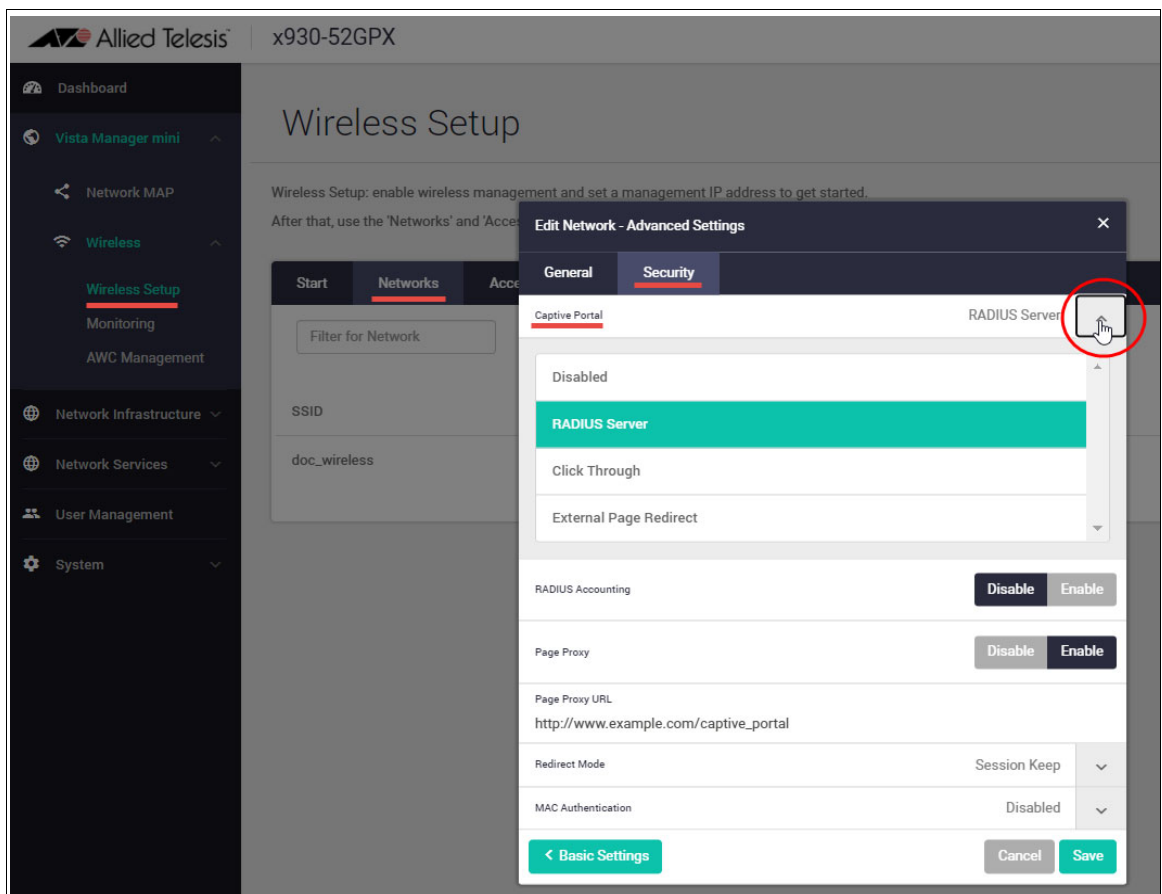 Allied Telesis™
x930-52GPX
Dashboard
Vista Manager mini
Network MAP
Wireless
Wireless Setup
Monitoring
AWC Management
Network Infrastructure
Network Services
User Management
System
Wireless Setup
Wireless Setup: enable wireless management and set a management IP address to get started.
After that, use the 'Networks' and 'Acce
Start Networks Acce
Filter for Network
SSID
doc_wireless
Edit Network - Advanced Settings
General Security
Captive Portal RADIUS Server
Disabled
RADIUS Server
Click Through
External Page Redirect
RADIUS Accounting Disable Enable
Page Proxy Disable Enable
Page Proxy URL
http://www.example.com/captive_portal
Redirect Mode Session Keep
MAC Authentication Disabled
Basic Settings Cancel Save